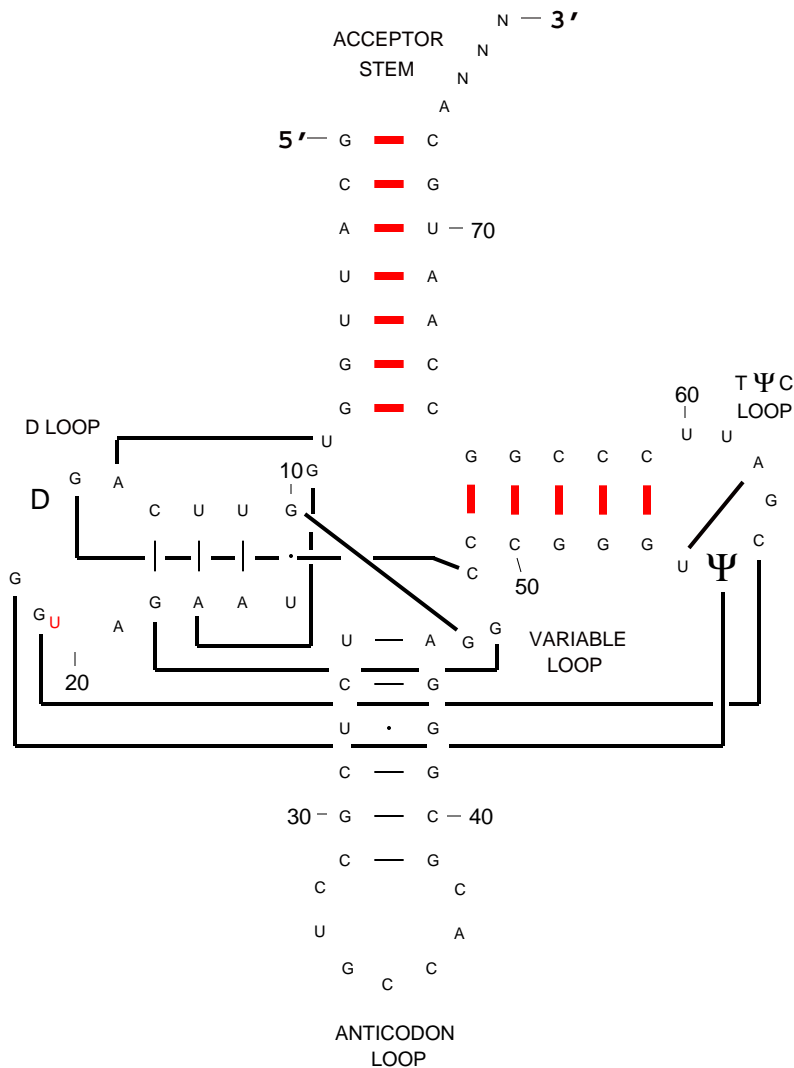 N 3′
ACCEPTOR
STEM
N
N
A
5′ G C
C G
A U 70
U A
U A
G C
G C
T Ψ C
LOOP
60
U U
D LOOP
U
G A
10 G
G G C C C
A
D
C U U G
G
C C G G G
C
U Ψ
C
50
G
G A A U
G U A
20
U A G G
VARIABLE
LOOP
C G
U G
C G
30 G C 40
C G
C C
U A
G C
C
ANTICODON
LOOP